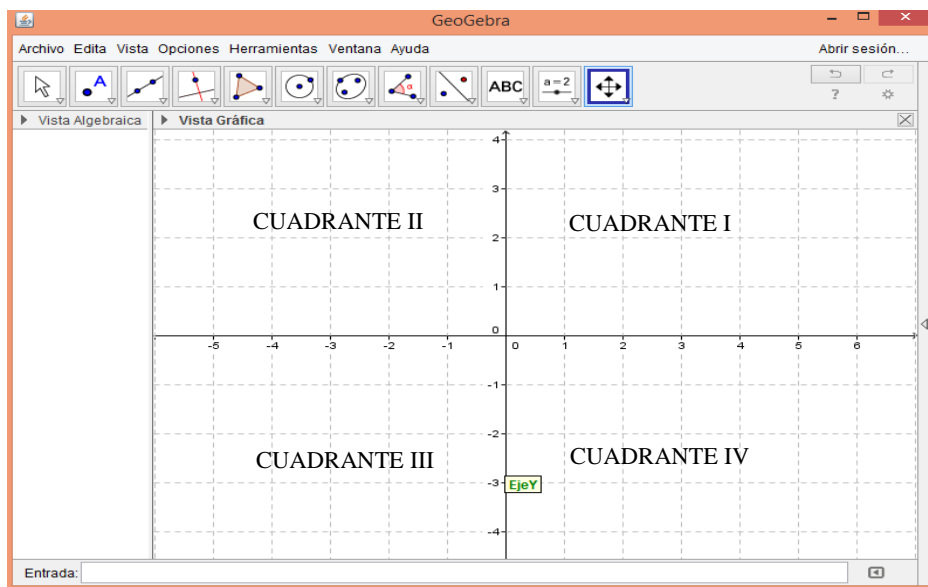 GeoGebra
Archivo Edita Vista Opciones Herramientas Ventana Ayuda
Abrir sesión...
A
α
ABC
a=2
?
Vista Algebraica
Vista Gráfica
4
3
CUADRANTE II
CUADRANTE I
2
1
0
-5 -4 -3 -2 -1 0 1 2 3 4 5 6
-1
-2
CUADRANTE III
CUADRANTE IV
-3
EjeY
-4
Entrada: